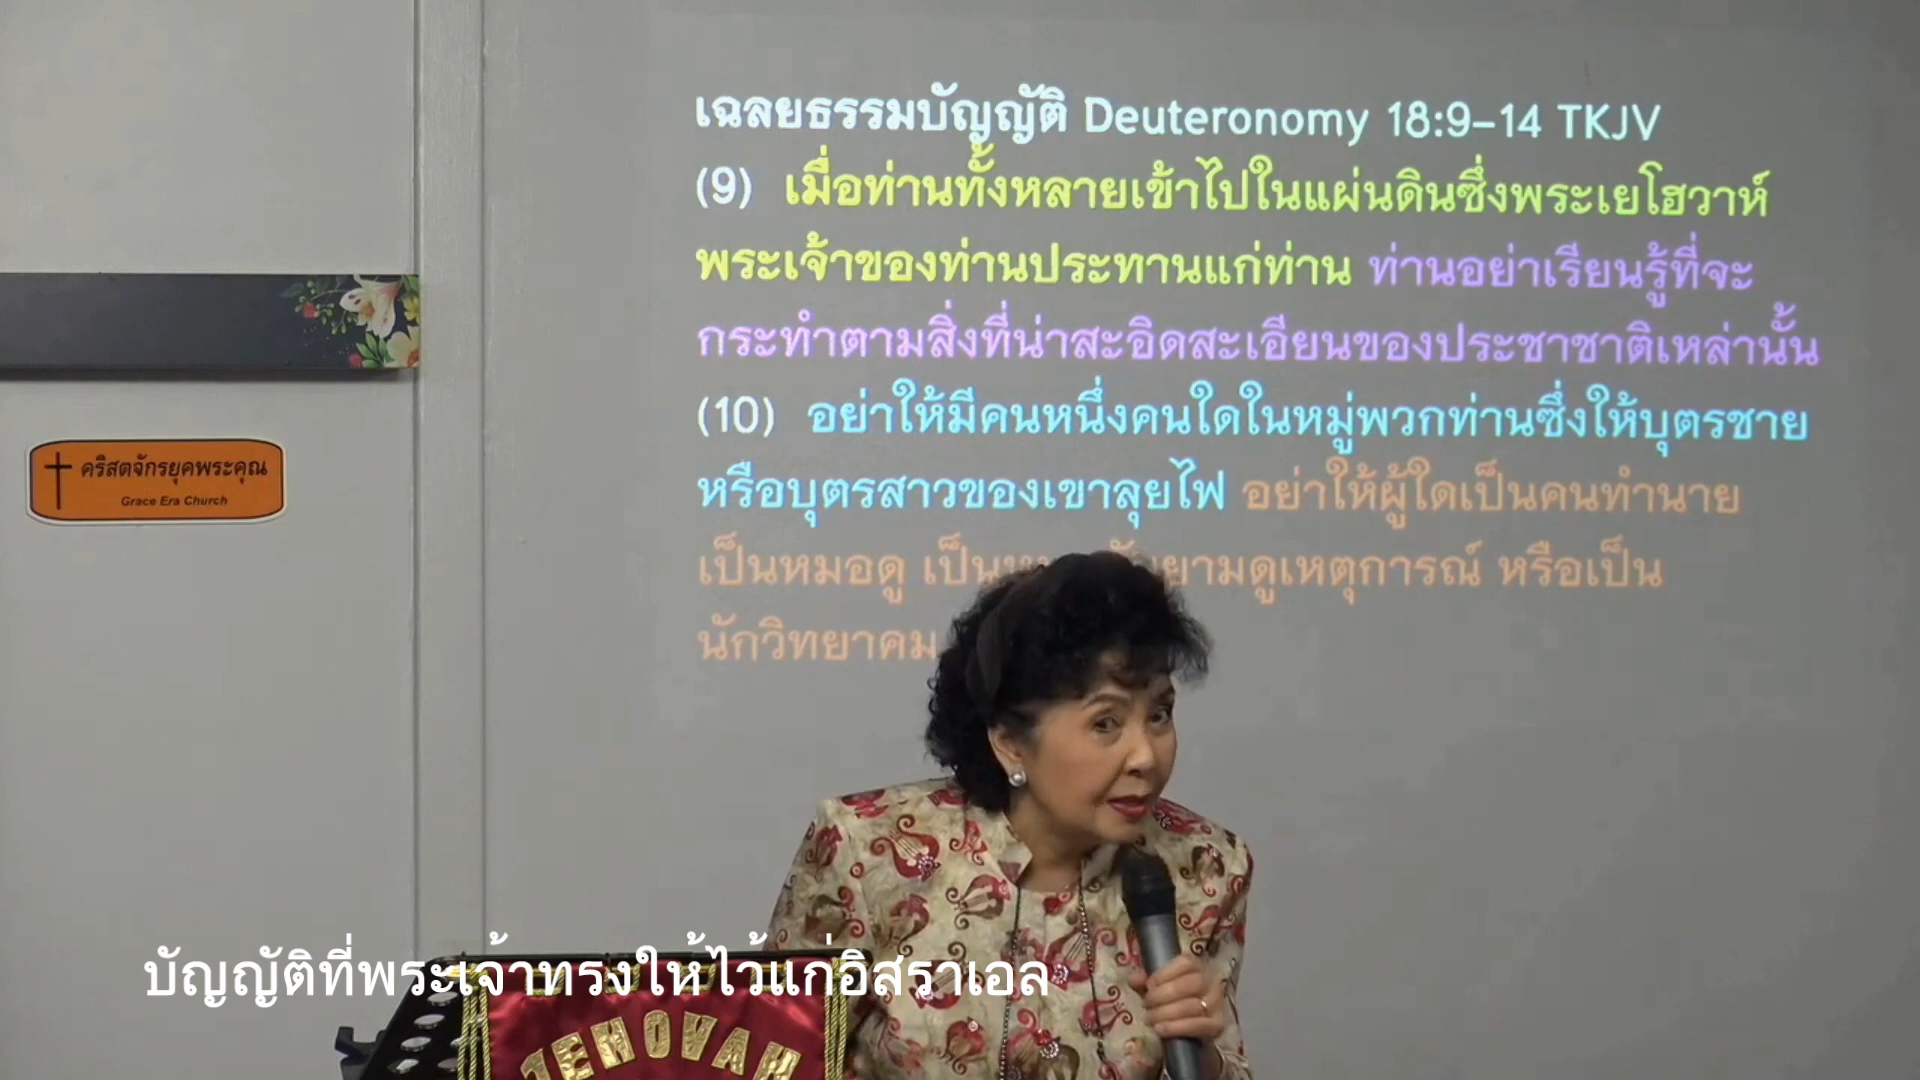 เฉลยธรรมบัญญัติ Deuteronomy 18:9-14 TKJV
(9) เมื่อท่านทั้งหลายเข้าไปในแผ่นดินซึ่งพระเยโฮวาห์
พระเจ้าของท่านประทานแก่ท่าน ท่านอย่าเรียนรู้ที่จะ
กระทำตามสิ่งที่น่าสะอิดสะเอียนของประชาชาติเหล่านั้น
(10) อย่าให้มีคนหนึ่งคนใดในหมู่พวกท่านซึ่งให้บุตรชาย
หรือบุตรสาวของเขาลุยไฟ อย่าให้ผู้ใดเป็นคนทำนาย
เป็นหมอดู เป็น ยามดูเหตุการณ์ หรือเป็น
นักวิทยาคม
คริสตจักรยุคพระคุณ
Grace Era Church
บัญญัติที่พระเจ้าทรงให้ไว้แก่อิสราเอล
JEHOVAH